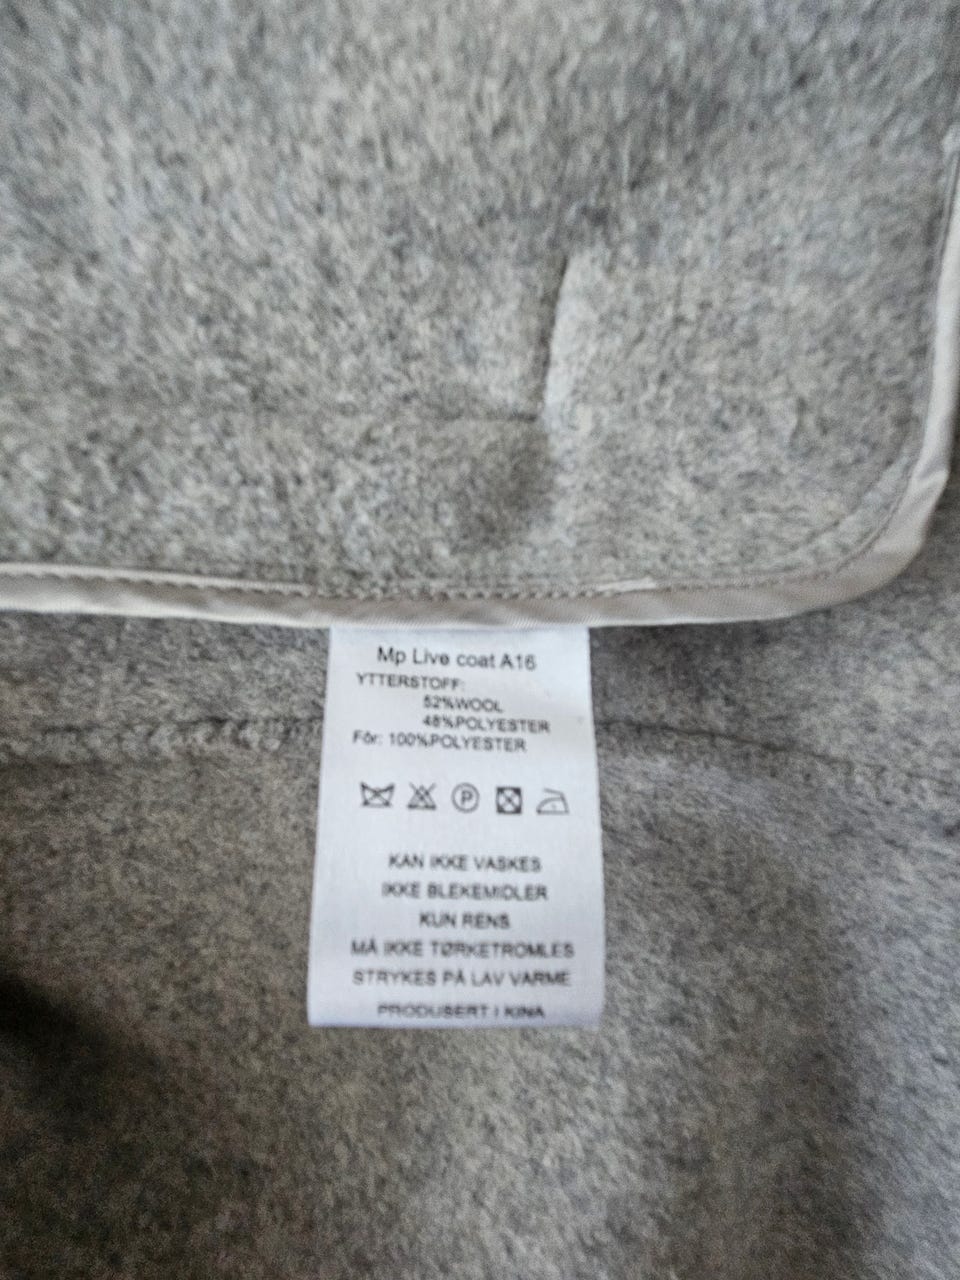 Mp Live coat A16
YTTERSTOFF:
52%WOOL
48%POLYESTER
Fôr: 100%POLYESTER
P
KAN IKKE VASKES
IKKE BLEKEMIDLER
KUN RENS
MÅ IKKE TØRKETROMLES
STRYKES PÅ LAV VARME
PRODUSERT I KINA